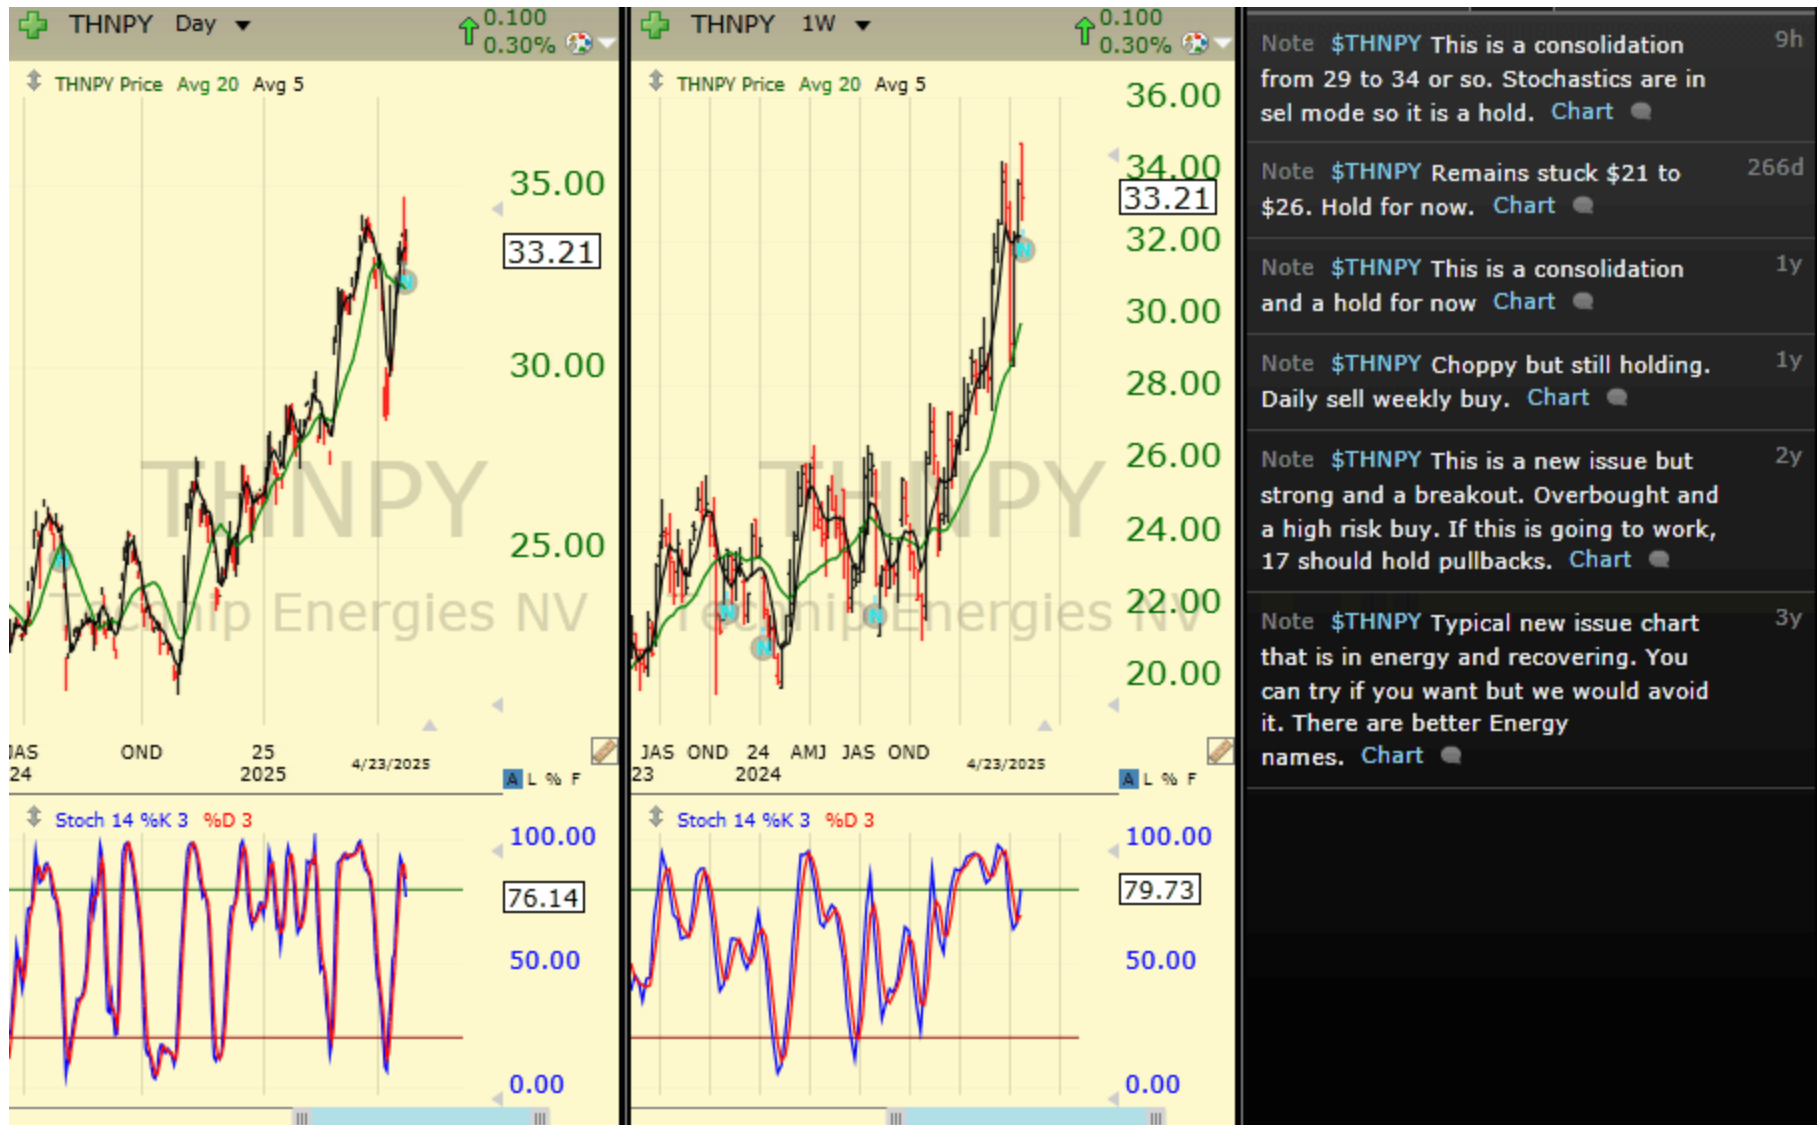 THNPY Day
0.100
0.30%
THNPY Price Avg 20 Avg 5
35.00
33.21
30.00
25.00
THNPY
Technip Energies NV
N
N
JAS OND 25
24 2025 4/23/2025
A L % F
Stoch 14 %K 3 %D 3
100.00
76.14
50.00
0.00
THNPY 1W
0.100
0.30%
THNPY Price Avg 20 Avg 5
36.00
34.00
33.21
32.00
30.00
28.00
26.00
24.00
22.00
20.00
THNPY
Technip Energies NV
N
N
N
N
JAS OND 24 AMJ JAS OND
23 2024 4/23/2025
A L % F
Stoch 14 %K 3 %D 3
100.00
79.73
50.00
0.00
Note $THNPY This is a consolidation 9h
from 29 to 34 or so. Stochastics are in
sel mode so it is a hold. Chart
Note $THNPY Remains stuck $21 to 266d
$26. Hold for now. Chart
Note $THNPY This is a consolidation 1y
and a hold for now Chart
Note $THNPY Choppy but still holding. 1y
Daily sell weekly buy. Chart
Note $THNPY This is a new issue but 2y
strong and a breakout. Overbought and
a high risk buy. If this is going to work,
17 should hold pullbacks. Chart
Note $THNPY Typical new issue chart 3y
that is in energy and recovering. You
can try if you want but we would avoid
it. There are better Energy
names. Chart